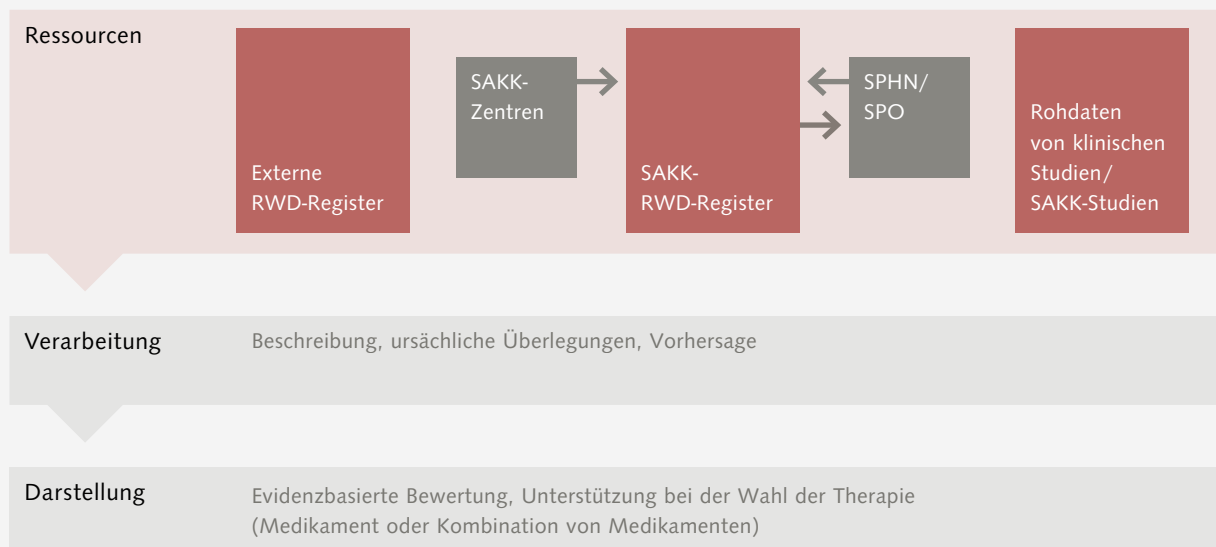 Ressourcen
Externe
RWD-Register
SAKK-
Zentren
SAKK-
RWD-Register
SPHN/
SPO
Rohdaten
von klinischen
Studien/
SAKK-Studien
Verarbeitung
Beschreibung, ursächliche Überlegungen, Vorhersage
Darstellung
Evidenzbasierte Bewertung, Unterstützung bei der Wahl der Therapie
(Medikament oder Kombination von Medikamenten)